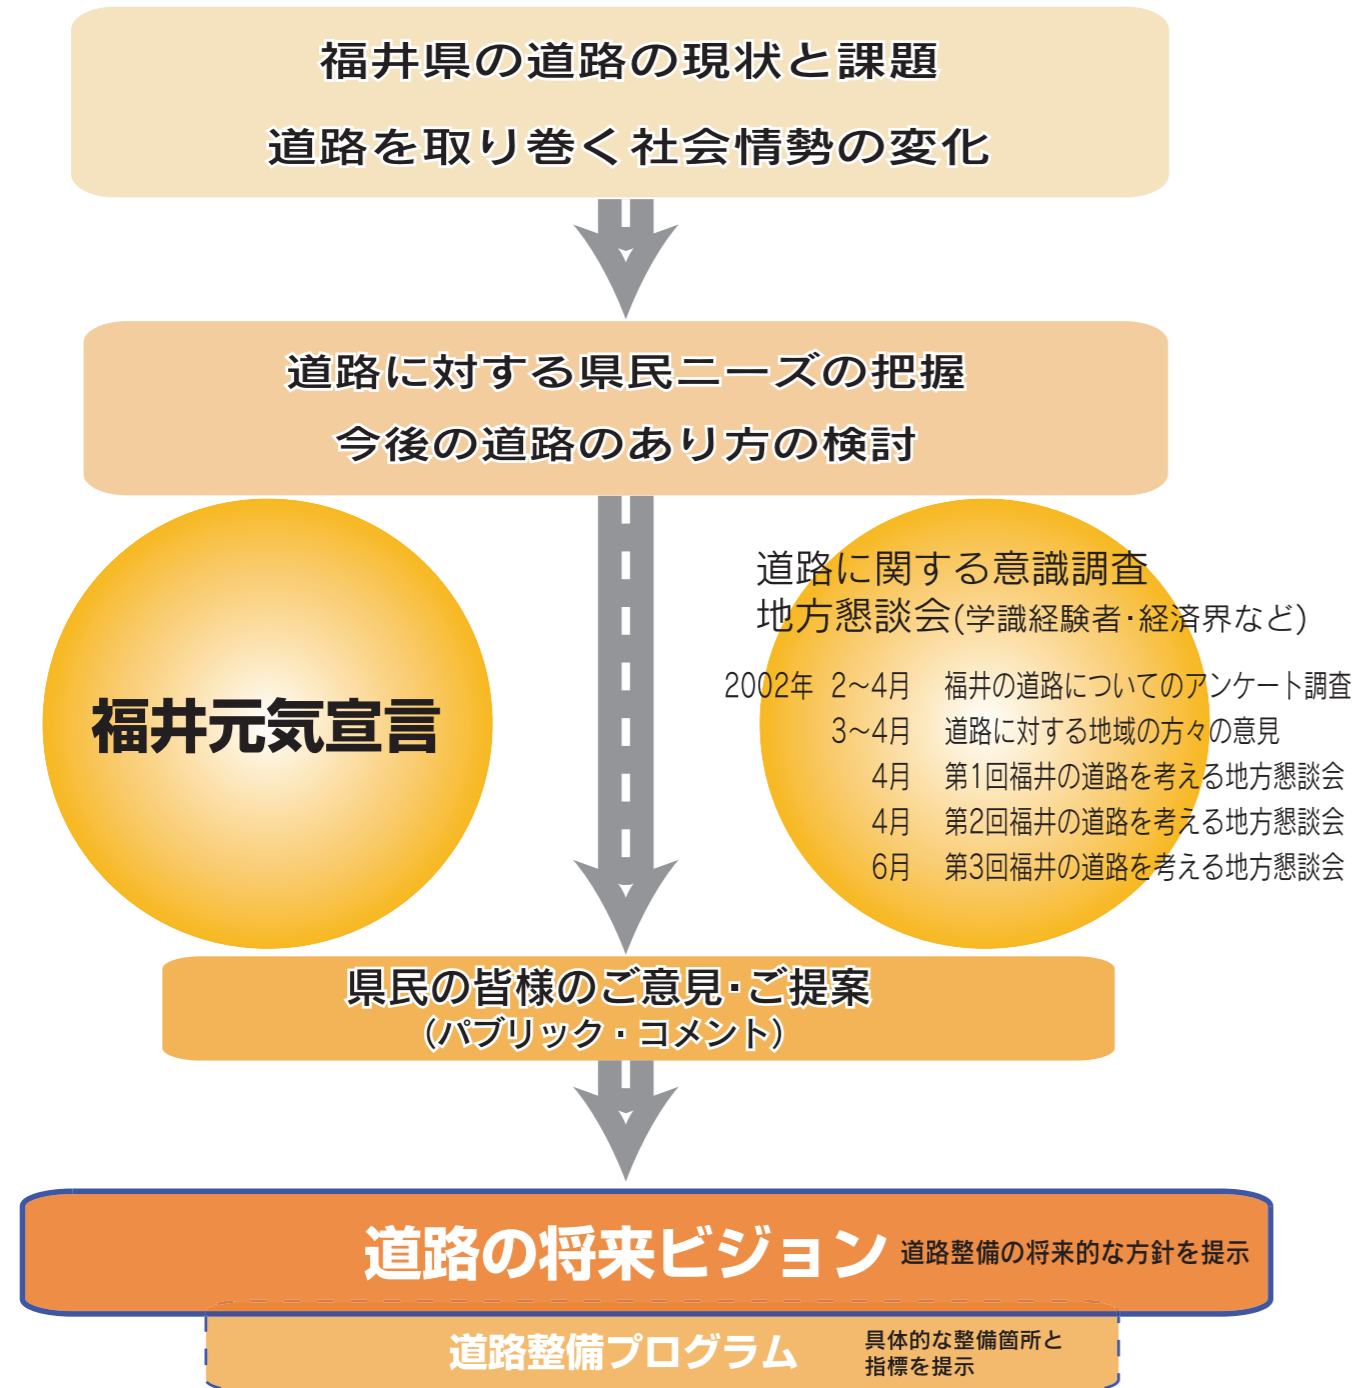 福井県の道路の現状と課題
道路を取り巻く社会情勢の変化
道路に対する県民ニーズの把握
今後の道路のあり方の検討
福井元気宣言
道路に関する意識調査
地方懇談会(学識経験者・経済界など)
2002年 2～4月 福井の道路についてのアンケート調査
3～4月 道路に対する地域の方々の意見
4月 第1回福井の道路を考える地方懇談会
4月 第2回福井の道路を考える地方懇談会
6月 第3回福井の道路を考える地方懇談会
県民の皆様のご意見・ご提案
（パブリック・コメント）
道路の将来ビジョン 道路整備の将来的な方針を提示
道路整備プログラム 具体的な整備箇所と
指標を提示